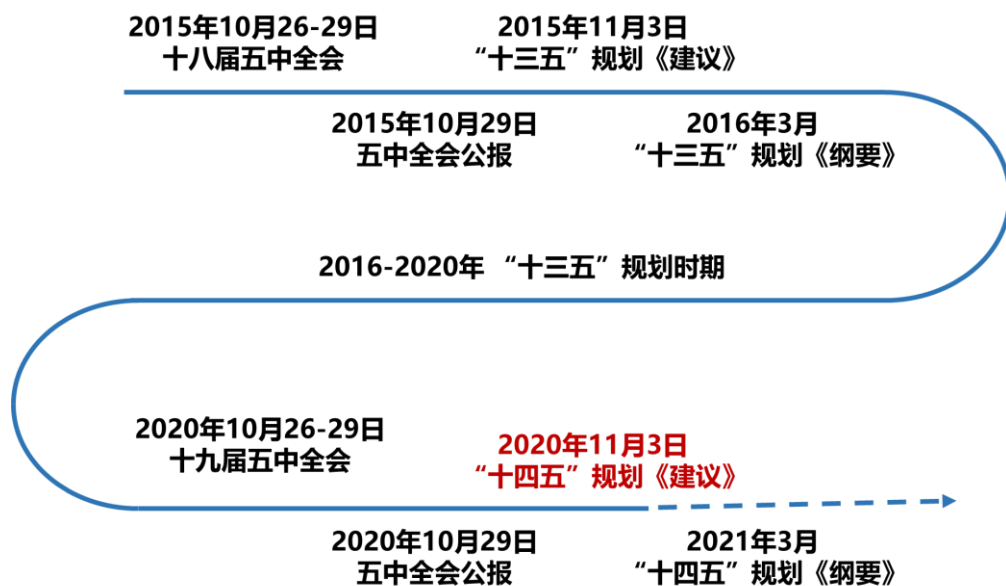 2015年10月26-29日
十八届五中全会
2015年11月3日
“十三五”规划《建议》
2015年10月29日
五中全会公报
2016年3月
“十三五”规划《纲要》
2016-2020年 “十三五”规划时期
2020年10月26-29日
十九届五中全会
2020年11月3日
“十四五”规划《建议》
2020年10月29日
五中全会公报
2021年3月
“十四五”规划《纲要》